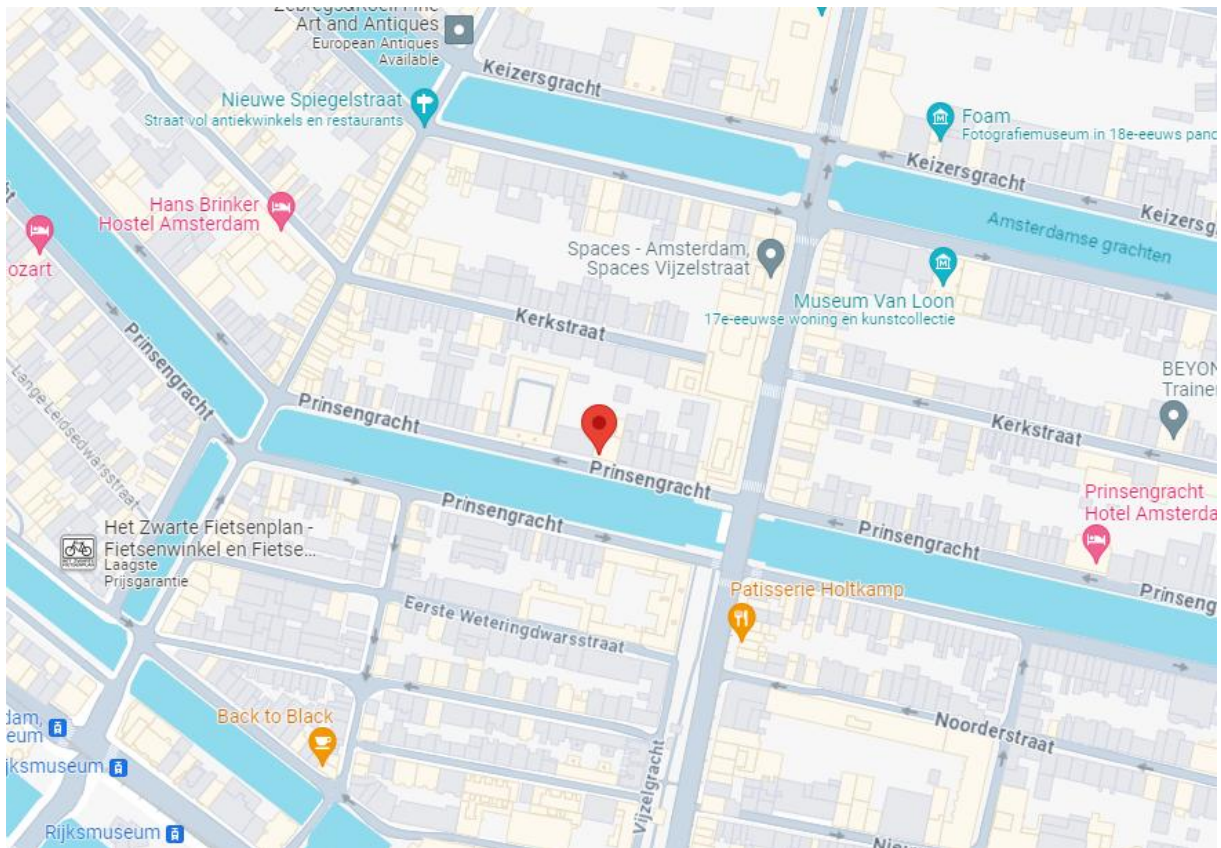 Art and Antiques
European Antiques
Available
Keizersgracht
Nieuwe Spiegelstraat
Straat vol antiekwinkels en restaurants
Foam
Fotografiemuseum in 18e-eeuws panc
Keizersgracht
Keizersg
Hans Brinker
Hostel Amsterdam
Amsterdamse grachten
ozart
Spaces - Amsterdam,
Spaces Vijzelstraat
Museum Van Loon
17e-eeuwse woning en kunstcollectie
Kerkstraat
Prinsengracht
BEYON
Traine
Lange Leidsedwarsstraat
Prinsengracht
Kerkstraat
Prinsengracht
Prinsengracht
Prinsengracht
Hotel Amsterda
Prinsengracht
Het Zwarte Fietsenplan -
Fietsenwinkel en Fietse...
Laagste
Prijsgarantie
Patisserie Holtkamp
Prinseng
Eerste Weteringdwarsstraat
Back to Black
dam,
eum
Noorderstraat
ijksmuseum
Vijzelgracht
Rijksmuseum
Nieu